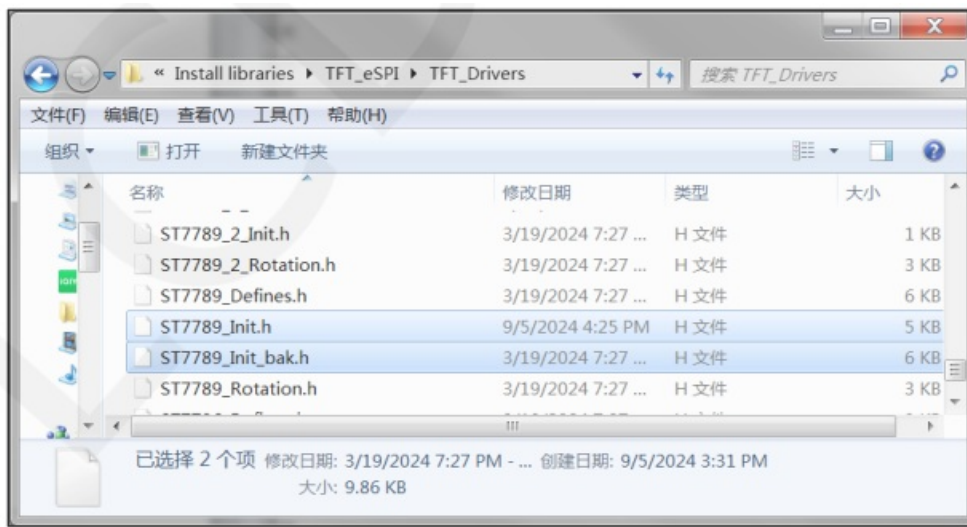 « Install libraries ▸ TFT_eSPI ▸ TFT_Drivers 搜索 TFT_Drivers
文件(F) 编辑(E) 查看(V) 工具(T) 帮助(H)
组织 打开 新建文件夹
名称 修改日期 类型 大小
ST7789_2_Init.h 3/19/2024 7:27 ... H 文件 1 KB
ST7789_2_Rotation.h 3/19/2024 7:27 ... H 文件 3 KB
ST7789_Defines.h 3/19/2024 7:27 ... H 文件 6 KB
ST7789_Init.h 9/5/2024 4:25 PM H 文件 5 KB
ST7789_Init_bak.h 3/19/2024 7:27 ... H 文件 6 KB
ST7789_Rotation.h 3/19/2024 7:27 ... H 文件 3 KB
已选择 2 个项 修改日期: 3/19/2024 7:27 PM - ... 创建日期: 9/5/2024 3:31 PM
大小: 9.86 KB